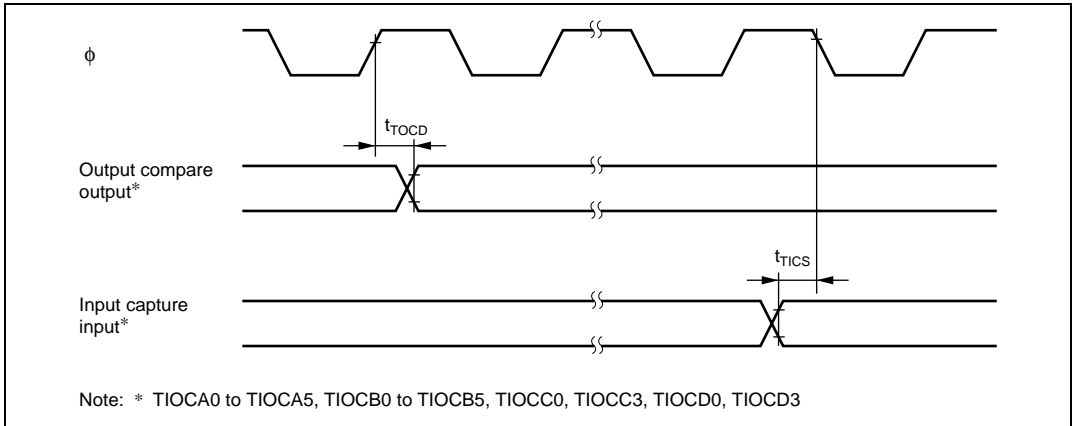 ϕ
tTOCD
Output compare
output*
tTICS
Input capture
input*
Note: * TIOCA0 to TIOCA5, TIOCB0 to TIOCB5, TIOCC0, TIOCC3, TIOCD0, TIOCD3